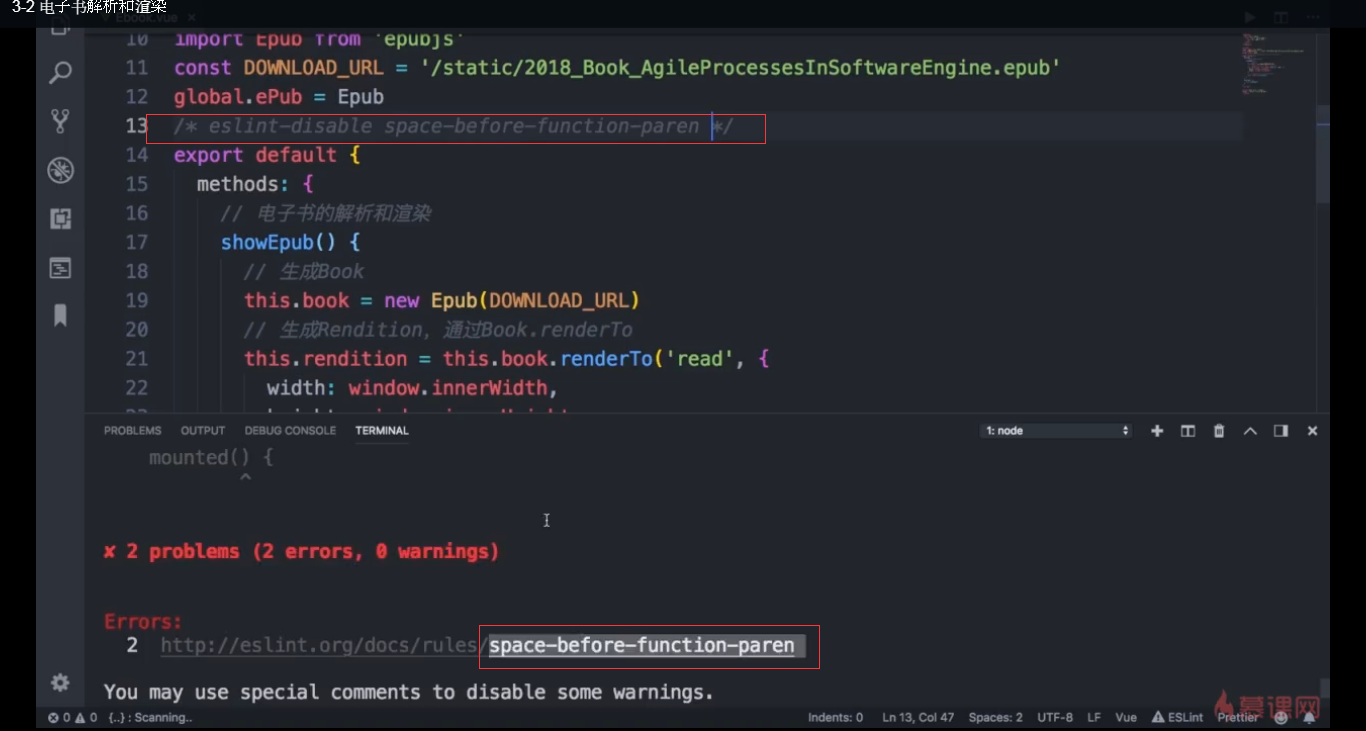 3-2 电子书解析和渲染
Ebook.vue ×
10 import Epub from 'epubjs'
11 const DOWNLOAD_URL = '/static/2018_Book_AgileProcessesInSoftwareEngine.epub'
12 global.ePub = Epub
13 /* eslint-disable space-before-function-paren */
14 export default {
15 methods: {
16 // 电子书的解析和渲染
17 showEpub() {
18 // 生成Book
19 this.book = new Epub(DOWNLOAD_URL)
20 // 生成Rendition，通过Book.renderTo
21 this.rendition = this.book.renderTo('read', {
22 width: window.innerWidth,
PROBLEMS OUTPUT DEBUG CONSOLE TERMINAL 1: node
mounted() {
^
✘ 2 problems (2 errors, 0 warnings)
Errors:
2 http://eslint.org/docs/rules/space-before-function-paren
You may use special comments to disable some warnings.
0 0 {..} : Scanning.. Indents: 0 Ln 13, Col 47 Spaces: 2 UTF-8 LF Vue ESLint Prettier
慕课网